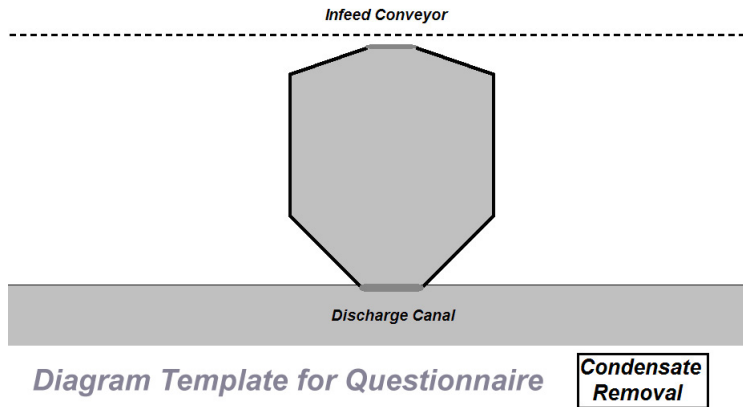 Infeed Conveyor
Discharge Canal
Diagram Template for Questionnaire
Condensate
Removal